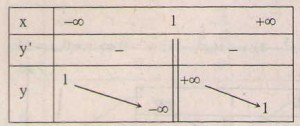 x −∞ 1 +∞
y' − −
y 1 −∞ +∞ 1